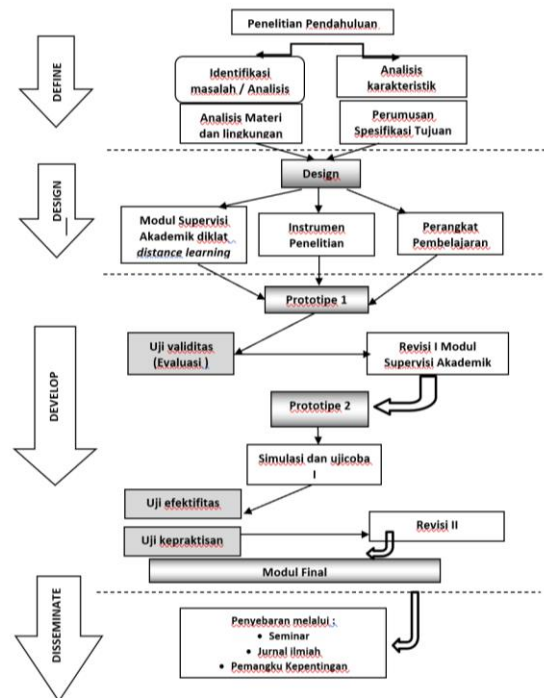 Penelitian Pendahuluan
DEFINE
Identifikasi
masalah / Analisis
Analisis
karakteristik
Analisis Materi
dan lingkungan
Perumusan
Spesifikasi Tujuan
DESIGN
Design
Modul Supervisi
Akademik diklat
distance learning
Instrumen
Penelitian
Perangkat
Pembelajaran
Prototipe 1
DEVELOP
Uji validitas
(Evaluasi )
Revisi I Modul
Supervisi Akademik
Prototipe 2
Simulasi dan ujicoba
I
Uji efektifitas
Uji kepraktisan
Revisi II
Modul Final
DISSEMINATE
Penyebaran melalui :
• Seminar
• Jurnal ilmiah
• Pemangku Kepentingan